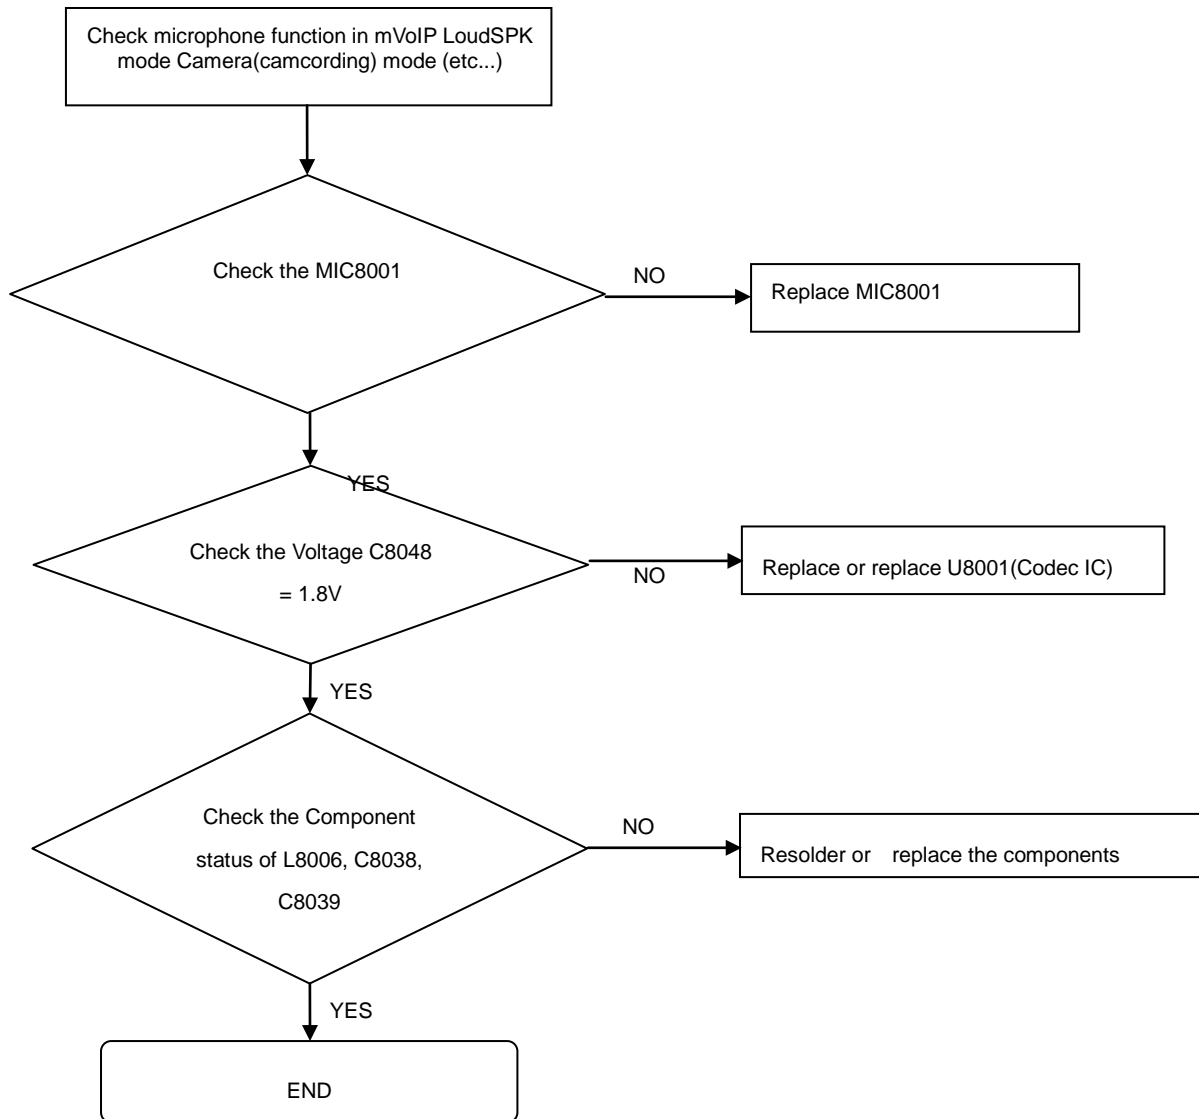 Check microphone function in mVoIP LoudSPK
mode Camera(camcording) mode (etc...)
Check the MIC8001
NO
Replace MIC8001
YES
Check the Voltage C8048
= 1.8V
NO
Replace or replace U8001(Codec IC)
YES
Check the Component
status of L8006, C8038,
C8039
NO
Resolder or replace the components
YES
END